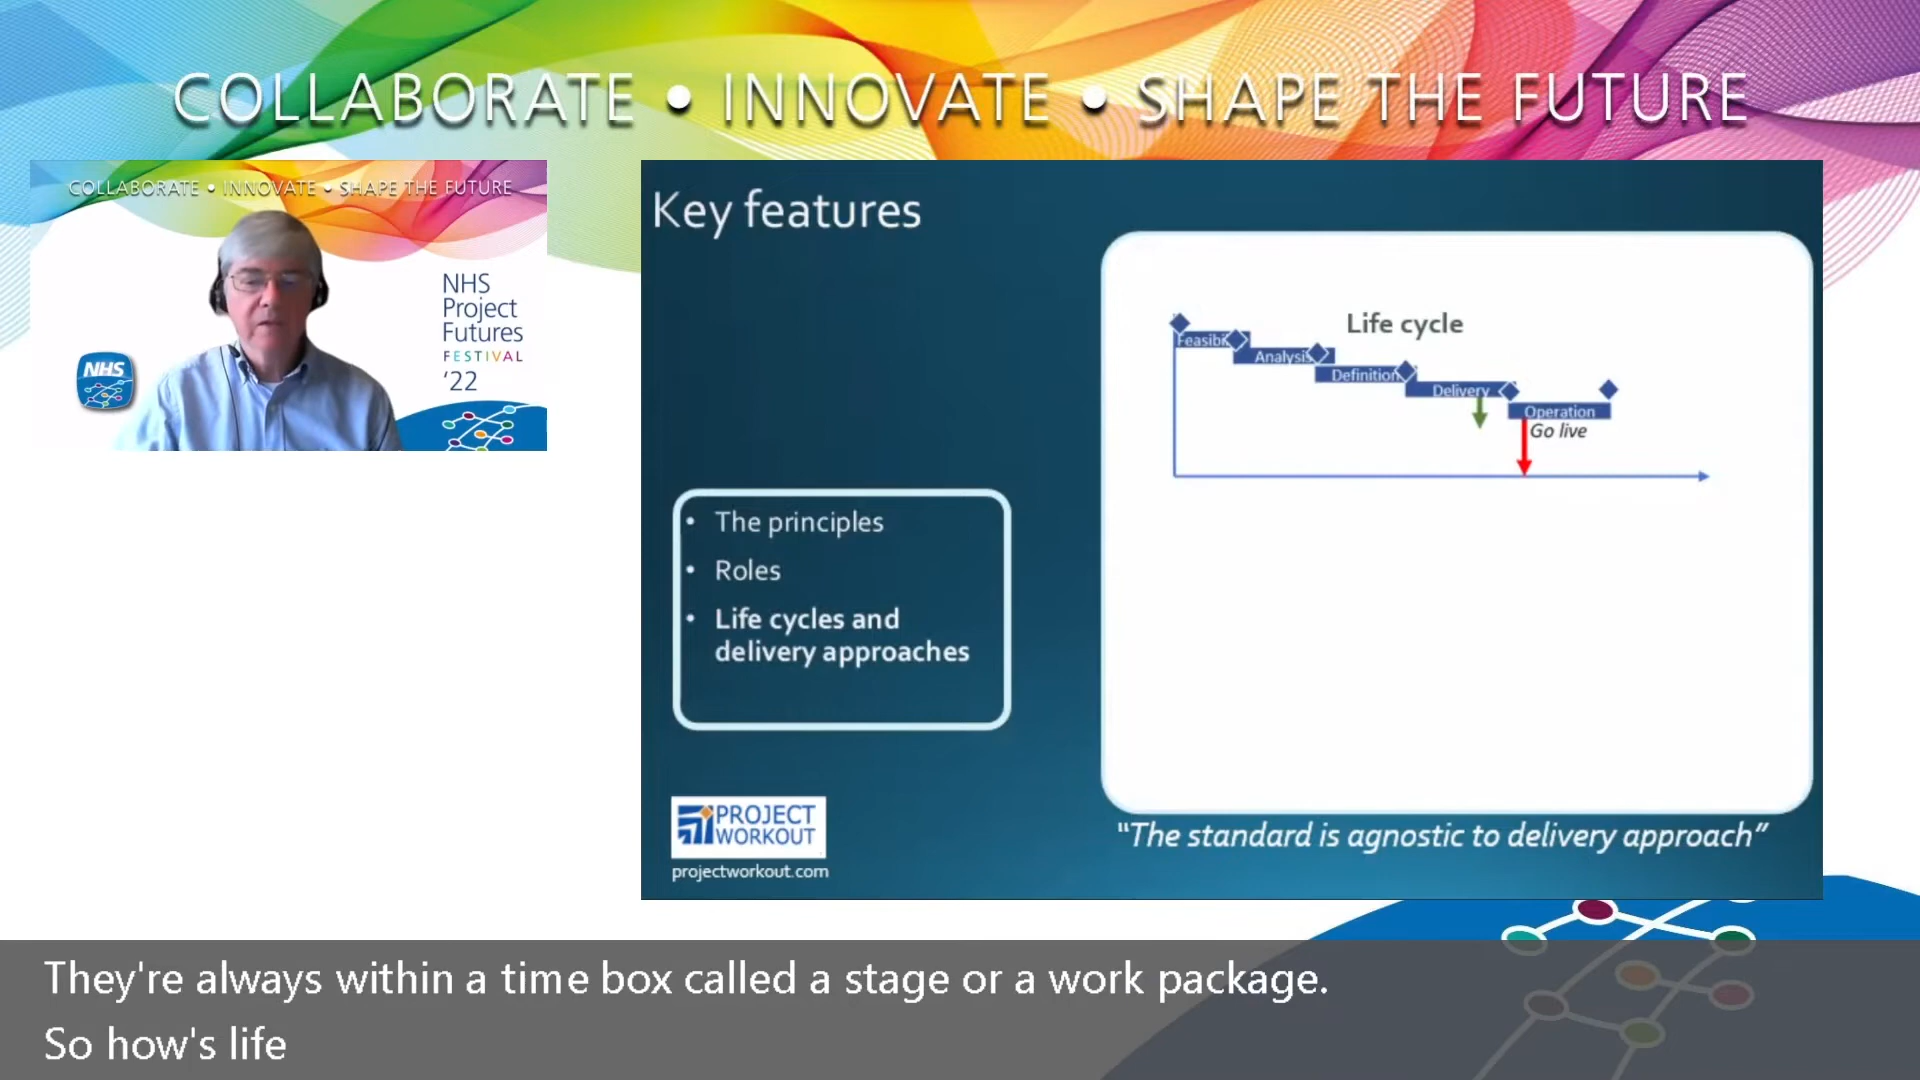 COLLABORATE • INNOVATE • SHAPE THE FUTURE
COLLABORATE • INNOVATE • SHAPE THE FUTURE
NHS
Project
Futures
FESTIVAL
'22
NHS
Key features
• The principles
• Roles
• Life cycles and
delivery approaches
PROJECT
WORKOUT
projectworkout.com
Life cycle
Feasibi
Analysis
Definition
Delivery
Operation
Go live
"The standard is agnostic to delivery approach"
They're always within a time box called a stage or a work package.
So how's life